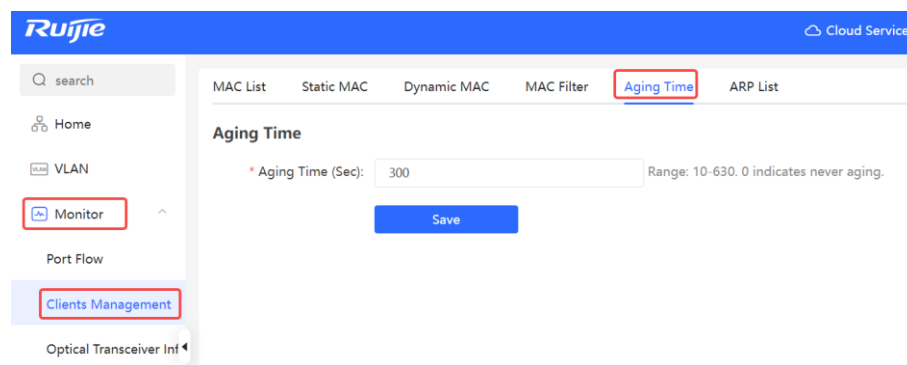 Ruijie
Cloud Service
search
MAC List Static MAC Dynamic MAC MAC Filter Aging Time ARP List
Home
Aging Time
VLAN VLAN
* Aging Time (Sec): 300 Range: 10-630. 0 indicates never aging.
Monitor
Save
Port Flow
Clients Management
Optical Transceiver Inf